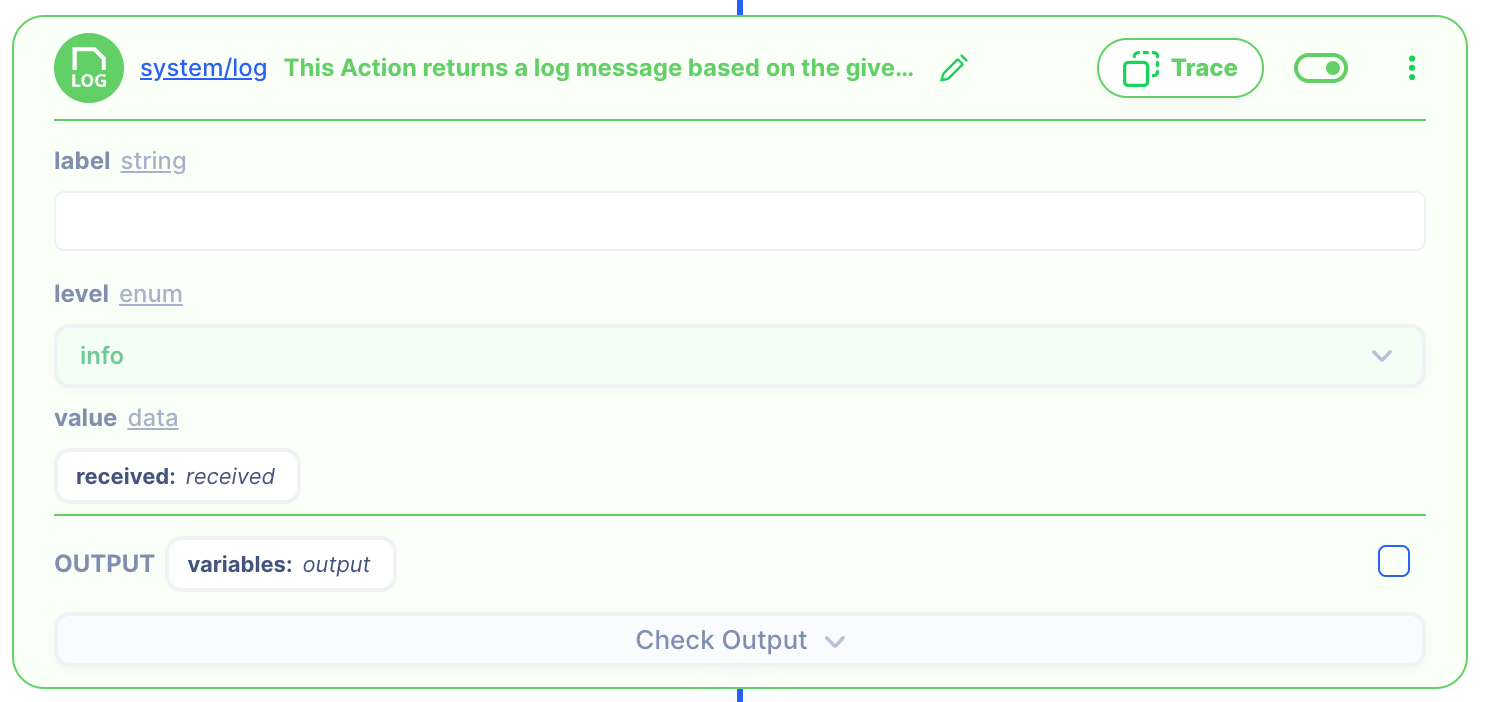 LOG system/log This Action returns a log message based on the give... Trace
label string
level enum
info
value data
received: received
OUTPUT variables: output
Check Output